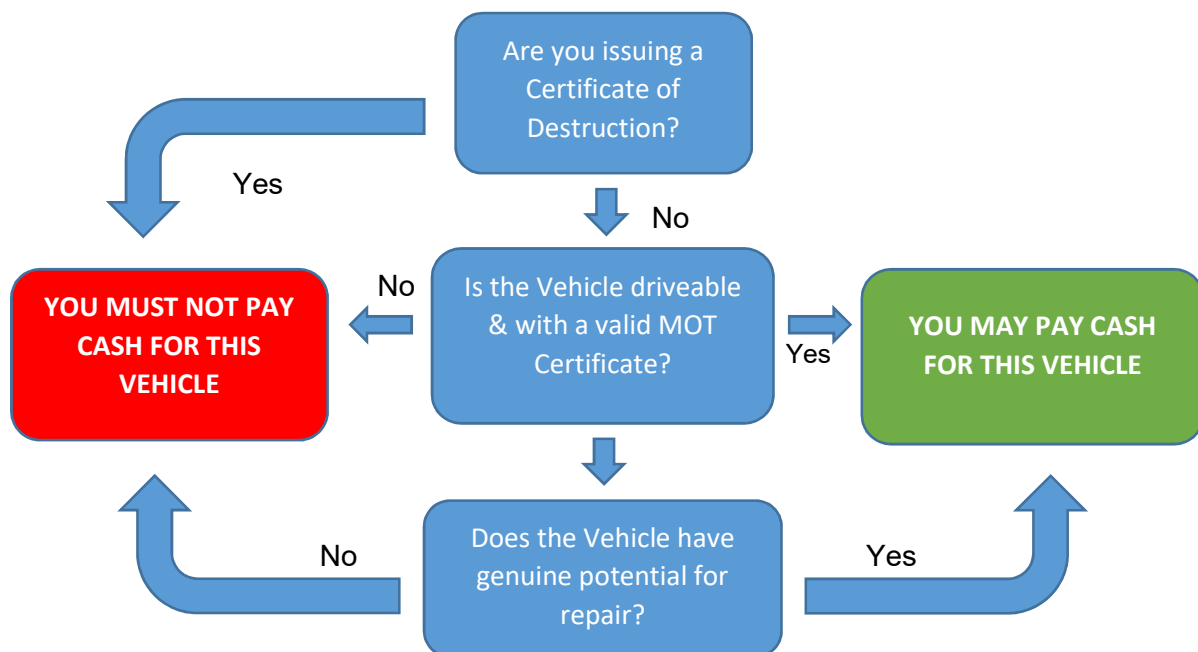 Are you issuing a
Certificate of
Destruction?
Yes
No
No
Is the Vehicle driveable
& with a valid MOT
Certificate?
Yes
YOU MUST NOT PAY
CASH FOR THIS
VEHICLE
YOU MAY PAY CASH
FOR THIS VEHICLE
No
Does the Vehicle have
genuine potential for
repair?
Yes